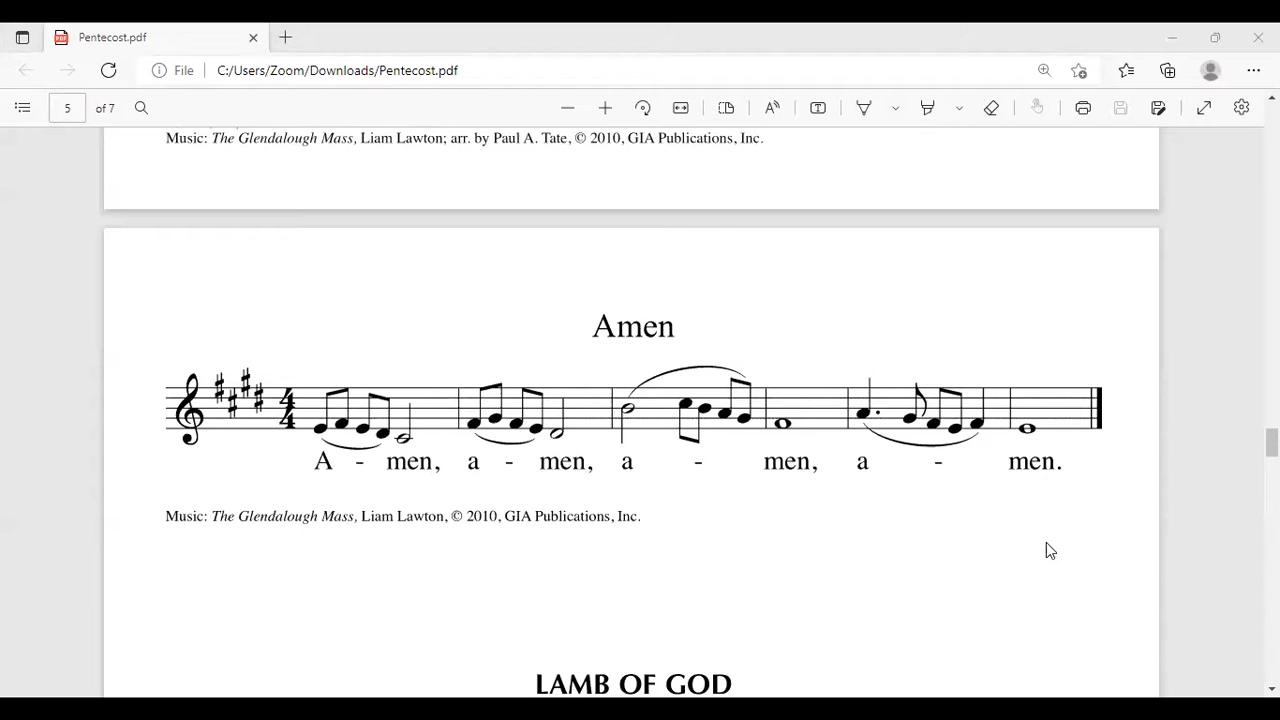 Pentecost.pdf
File C:/Users/Zoom/Downloads/Pentecost.pdf
5 of 7
Music: The Glendalough Mass, Liam Lawton; arr. by Paul A. Tate, © 2010, GIA Publications, Inc.
Amen
4
4
A - men, a - men, a - men, a - men.
Music: The Glendalough Mass, Liam Lawton, © 2010, GIA Publications, Inc.
LAMB OF GOD